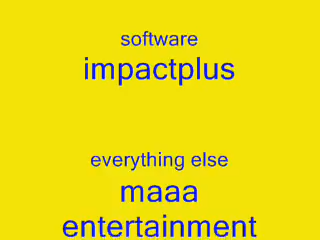 software
impactplus
everything else
maaa
entertainment